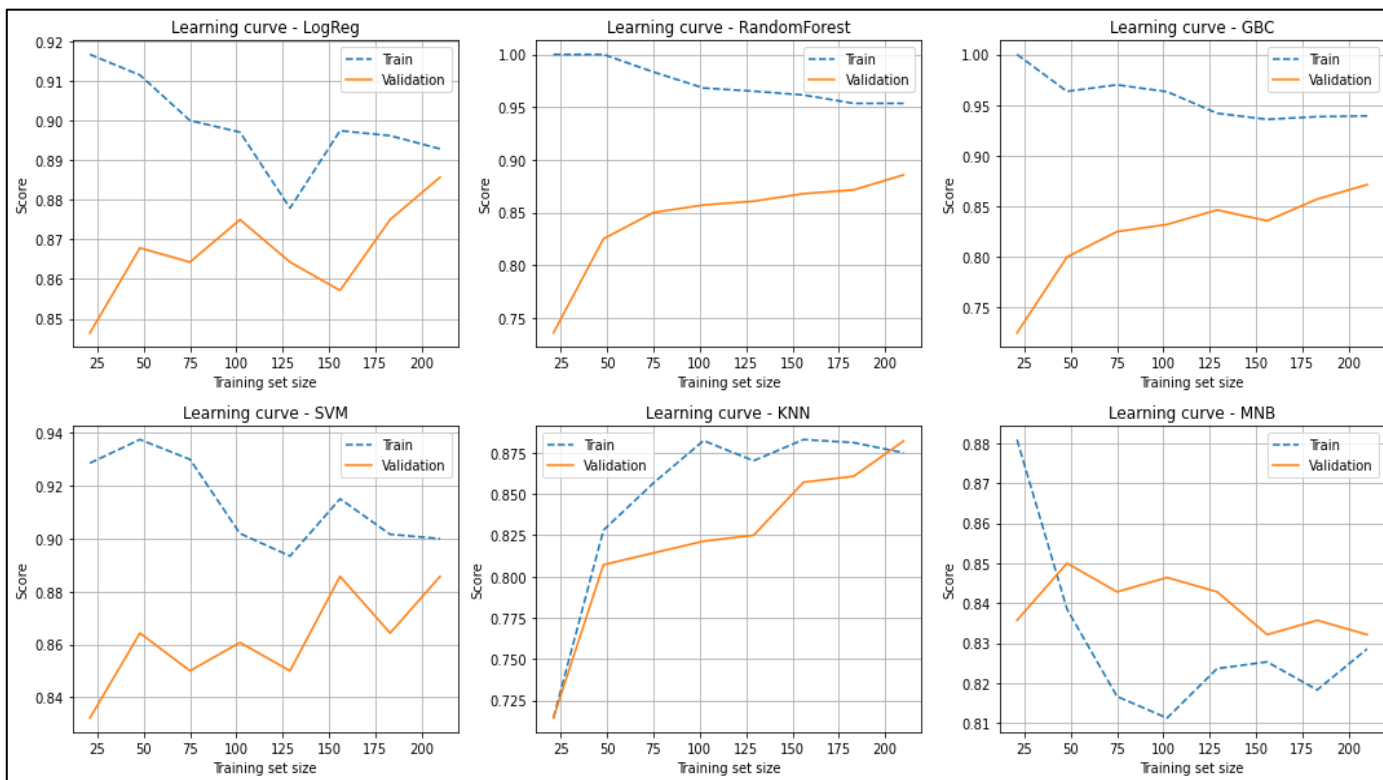 Learning curve - LogReg
0.92
0.91
0.90
0.89
0.88
0.87
0.86
0.85
Score
Train
Validation
25 50 75 100 125 150 175 200
Training set size
Learning curve - RandomForest
1.00
0.95
0.90
0.85
0.80
0.75
Score
Train
Validation
25 50 75 100 125 150 175 200
Training set size
Learning curve - GBC
1.00
0.95
0.90
0.85
0.80
0.75
Score
Train
Validation
25 50 75 100 125 150 175 200
Training set size
Learning curve - SVM
0.94
0.92
0.90
0.88
0.86
0.84
Score
Train
Validation
25 50 75 100 125 150 175 200
Training set size
Learning curve - KNN
0.875
0.850
0.825
0.800
0.775
0.750
0.725
Score
Train
Validation
25 50 75 100 125 150 175 200
Training set size
Learning curve - MNB
0.88
0.87
0.86
0.85
0.84
0.83
0.82
0.81
Score
Train
Validation
25 50 75 100 125 150 175 200
Training set size